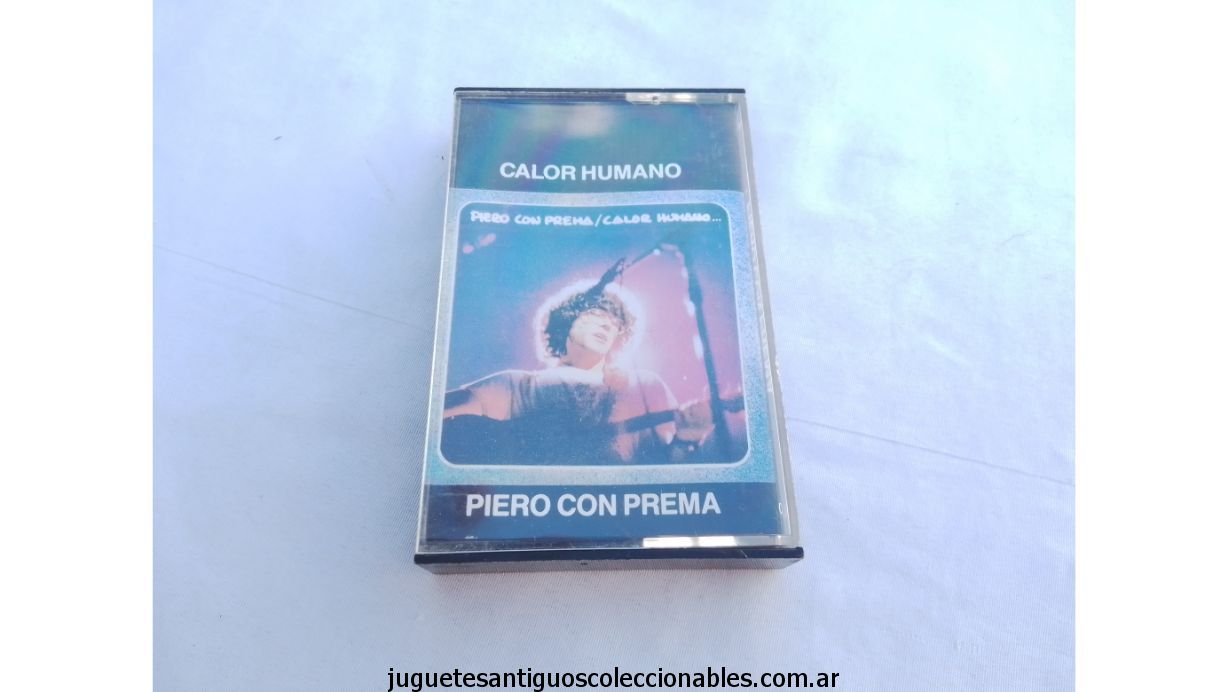 CALOR HUMANO
PIERO CON PREMA/CALOR HUMANO...
PIERO CON PREMA
juguetesantiguoscoleccionables.com.ar